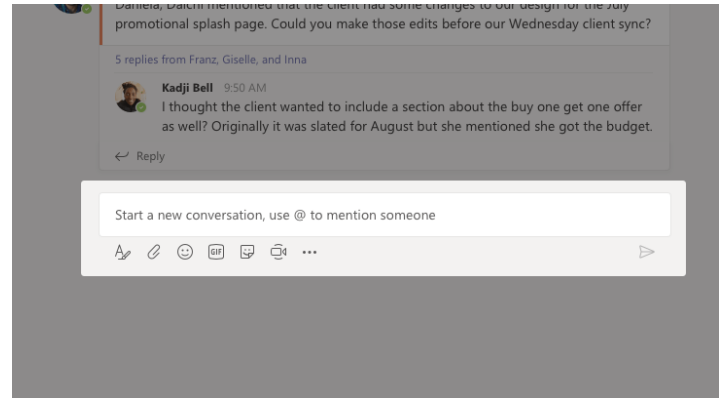 Daniela, Daichi mentioned that the client had some changes to our design for the July
promotional splash page. Could you make those edits before our Wednesday client sync?
5 replies from Franz, Giselle, and Inna
Kadji Bell 9:50 AM
I thought the client wanted to include a section about the buy one get one offer
as well? Originally it was slated for August but she mentioned she got the budget.
Reply
Start a new conversation, use @ to mention someone
GIF